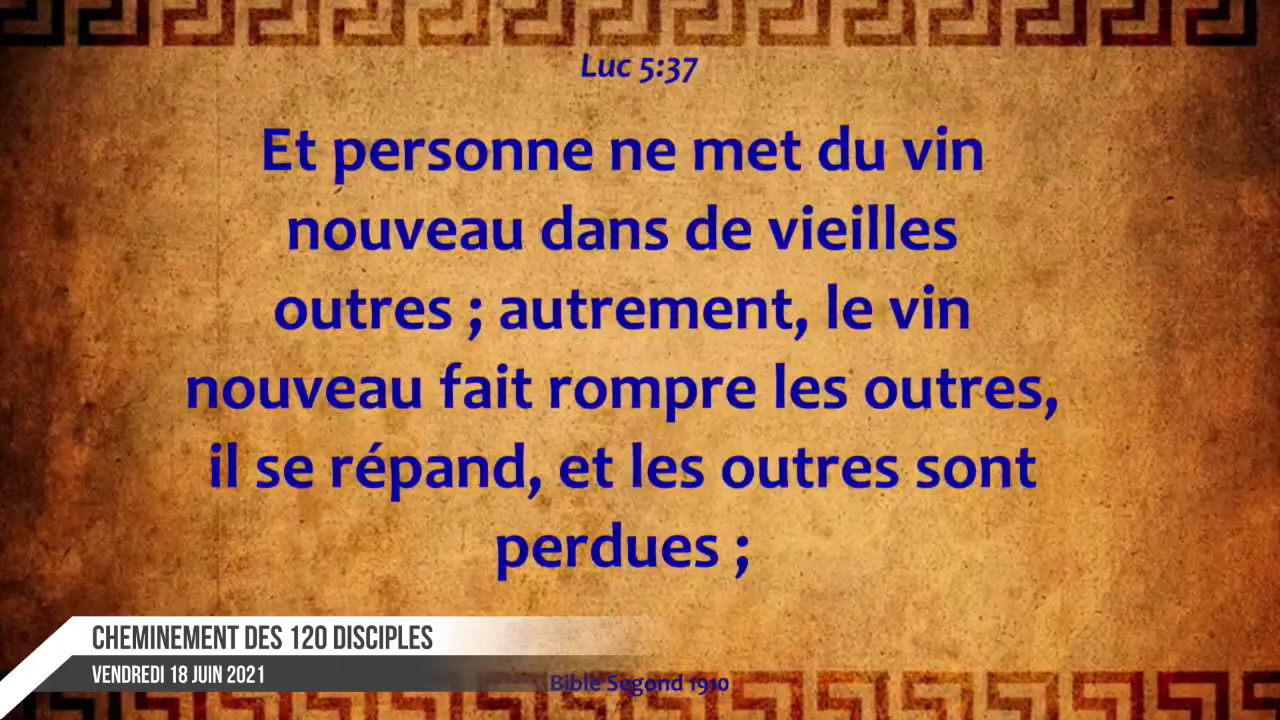 Luc 5:37
Et personne ne met du vin
nouveau dans de vieilles
outres ; autrement, le vin
nouveau fait rompre les outres,
il se répand, et les outres sont
perdues ;
CHEMINEMENT DES 120 DISCIPLES
VENDREDI 18 JUIN 2021
Bible Segond 1910